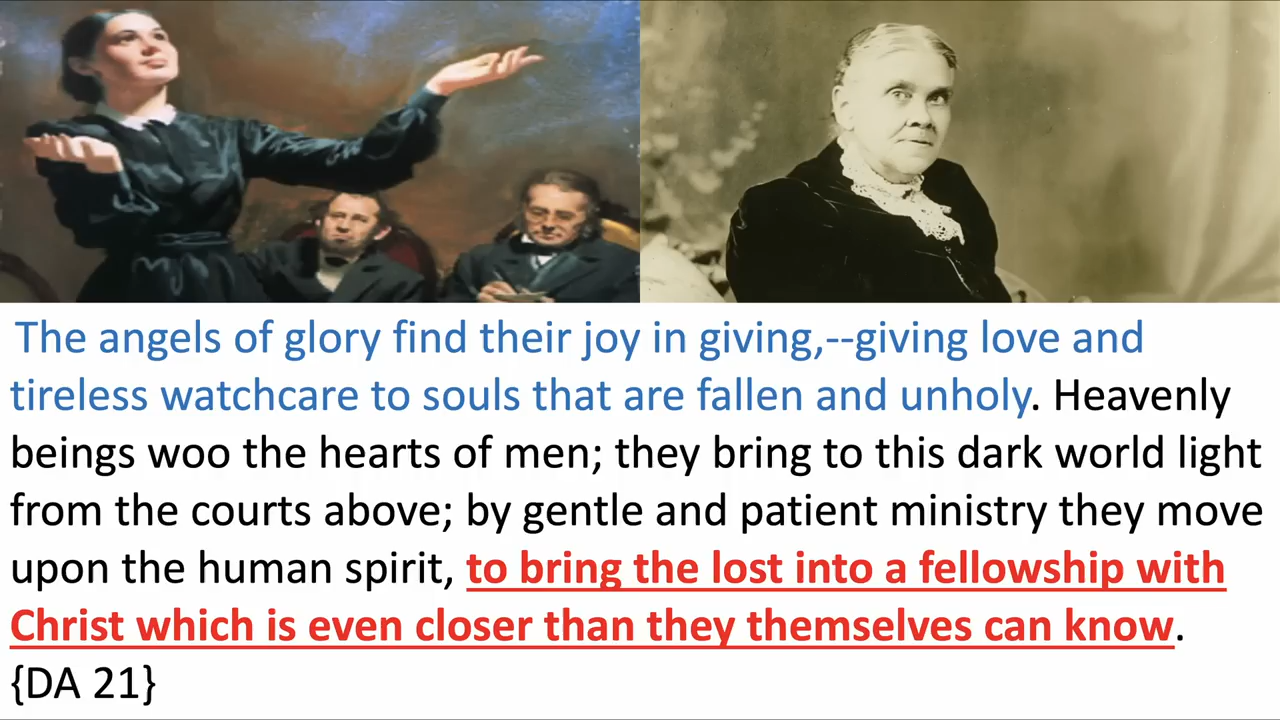 The angels of glory find their joy in giving,--giving love and
tireless watchcare to souls that are fallen and unholy. Heavenly
beings woo the hearts of men; they bring to this dark world light
from the courts above; by gentle and patient ministry they move
upon the human spirit, to bring the lost into a fellowship with
Christ which is even closer than they themselves can know.
{DA 21}